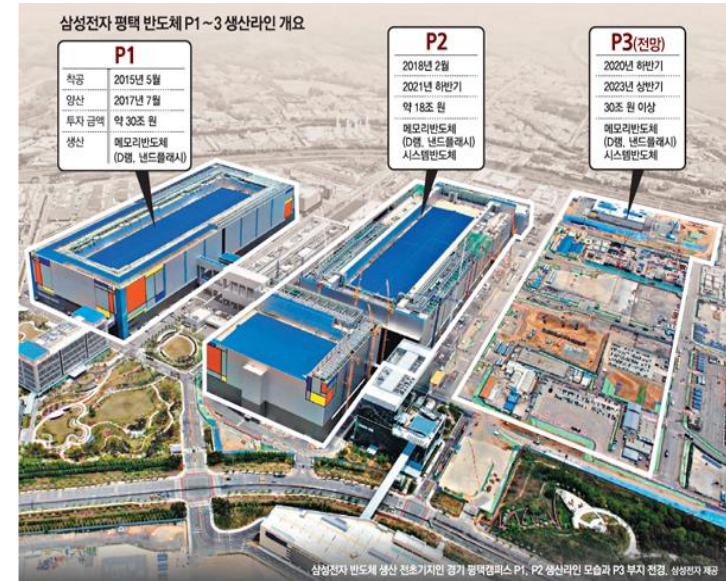 삼성전자 평택 반도체 P1~3 생산라인 개요
P1
착공 2015년 5월
양산 2017년 7월
투자 금액 약 30조 원
생산 메모리반도체
(D램, 낸드플래시)
P2
2018년 2월
2021년 하반기
약 18조 원
메모리반도체
(D램, 낸드플래시)
시스템반도체
P3(전망)
2020년 하반기
2023년 상반기
30조 원 이상
메모리반도체
(D램, 낸드플래시)
시스템반도체
삼성전자 반도체 생산 전초기지인 경기 평택캠퍼스 P1, P2 생산라인 모습과 P3 부지 전경. 삼성전자 제공